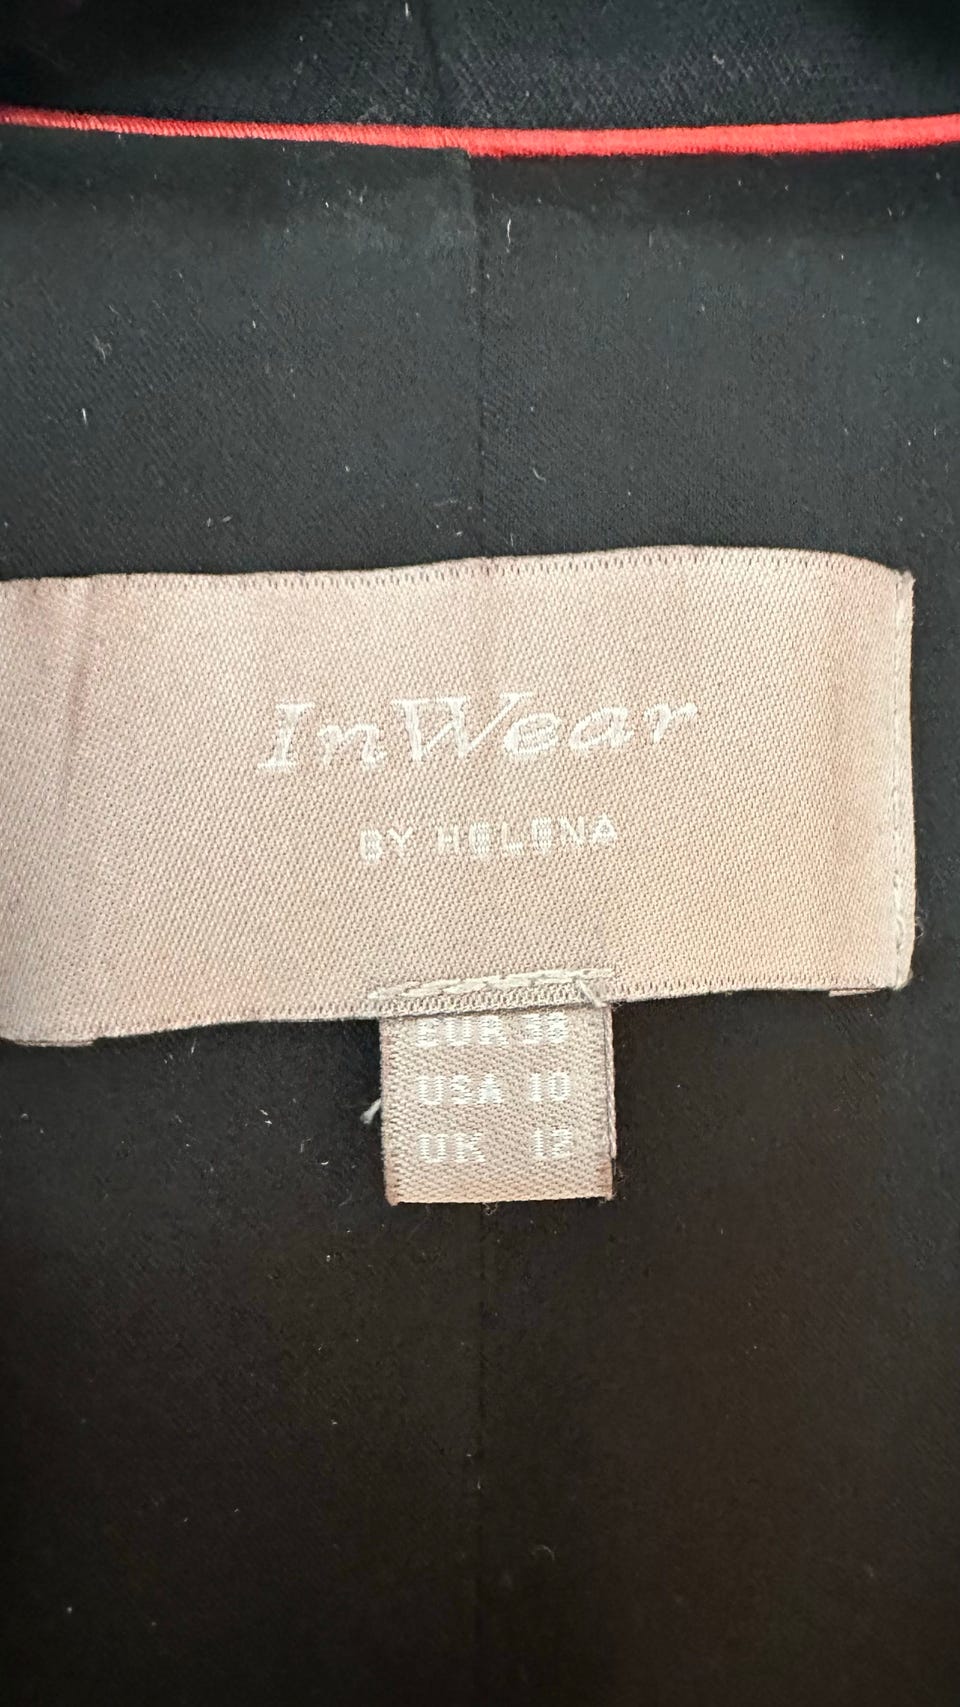 InWear
BY HELENA
EUR 38
USA 10
UK 12